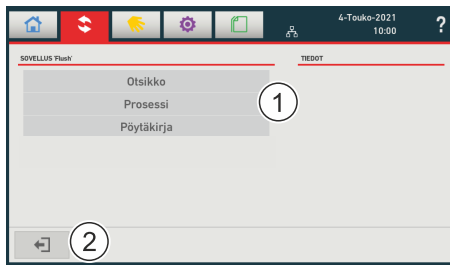 4-Touko-2021
10:00
?
SOVELLUS 'Flush'
TIEDOT
Otsikko
Prosessi
Pöytäkirja
1
2